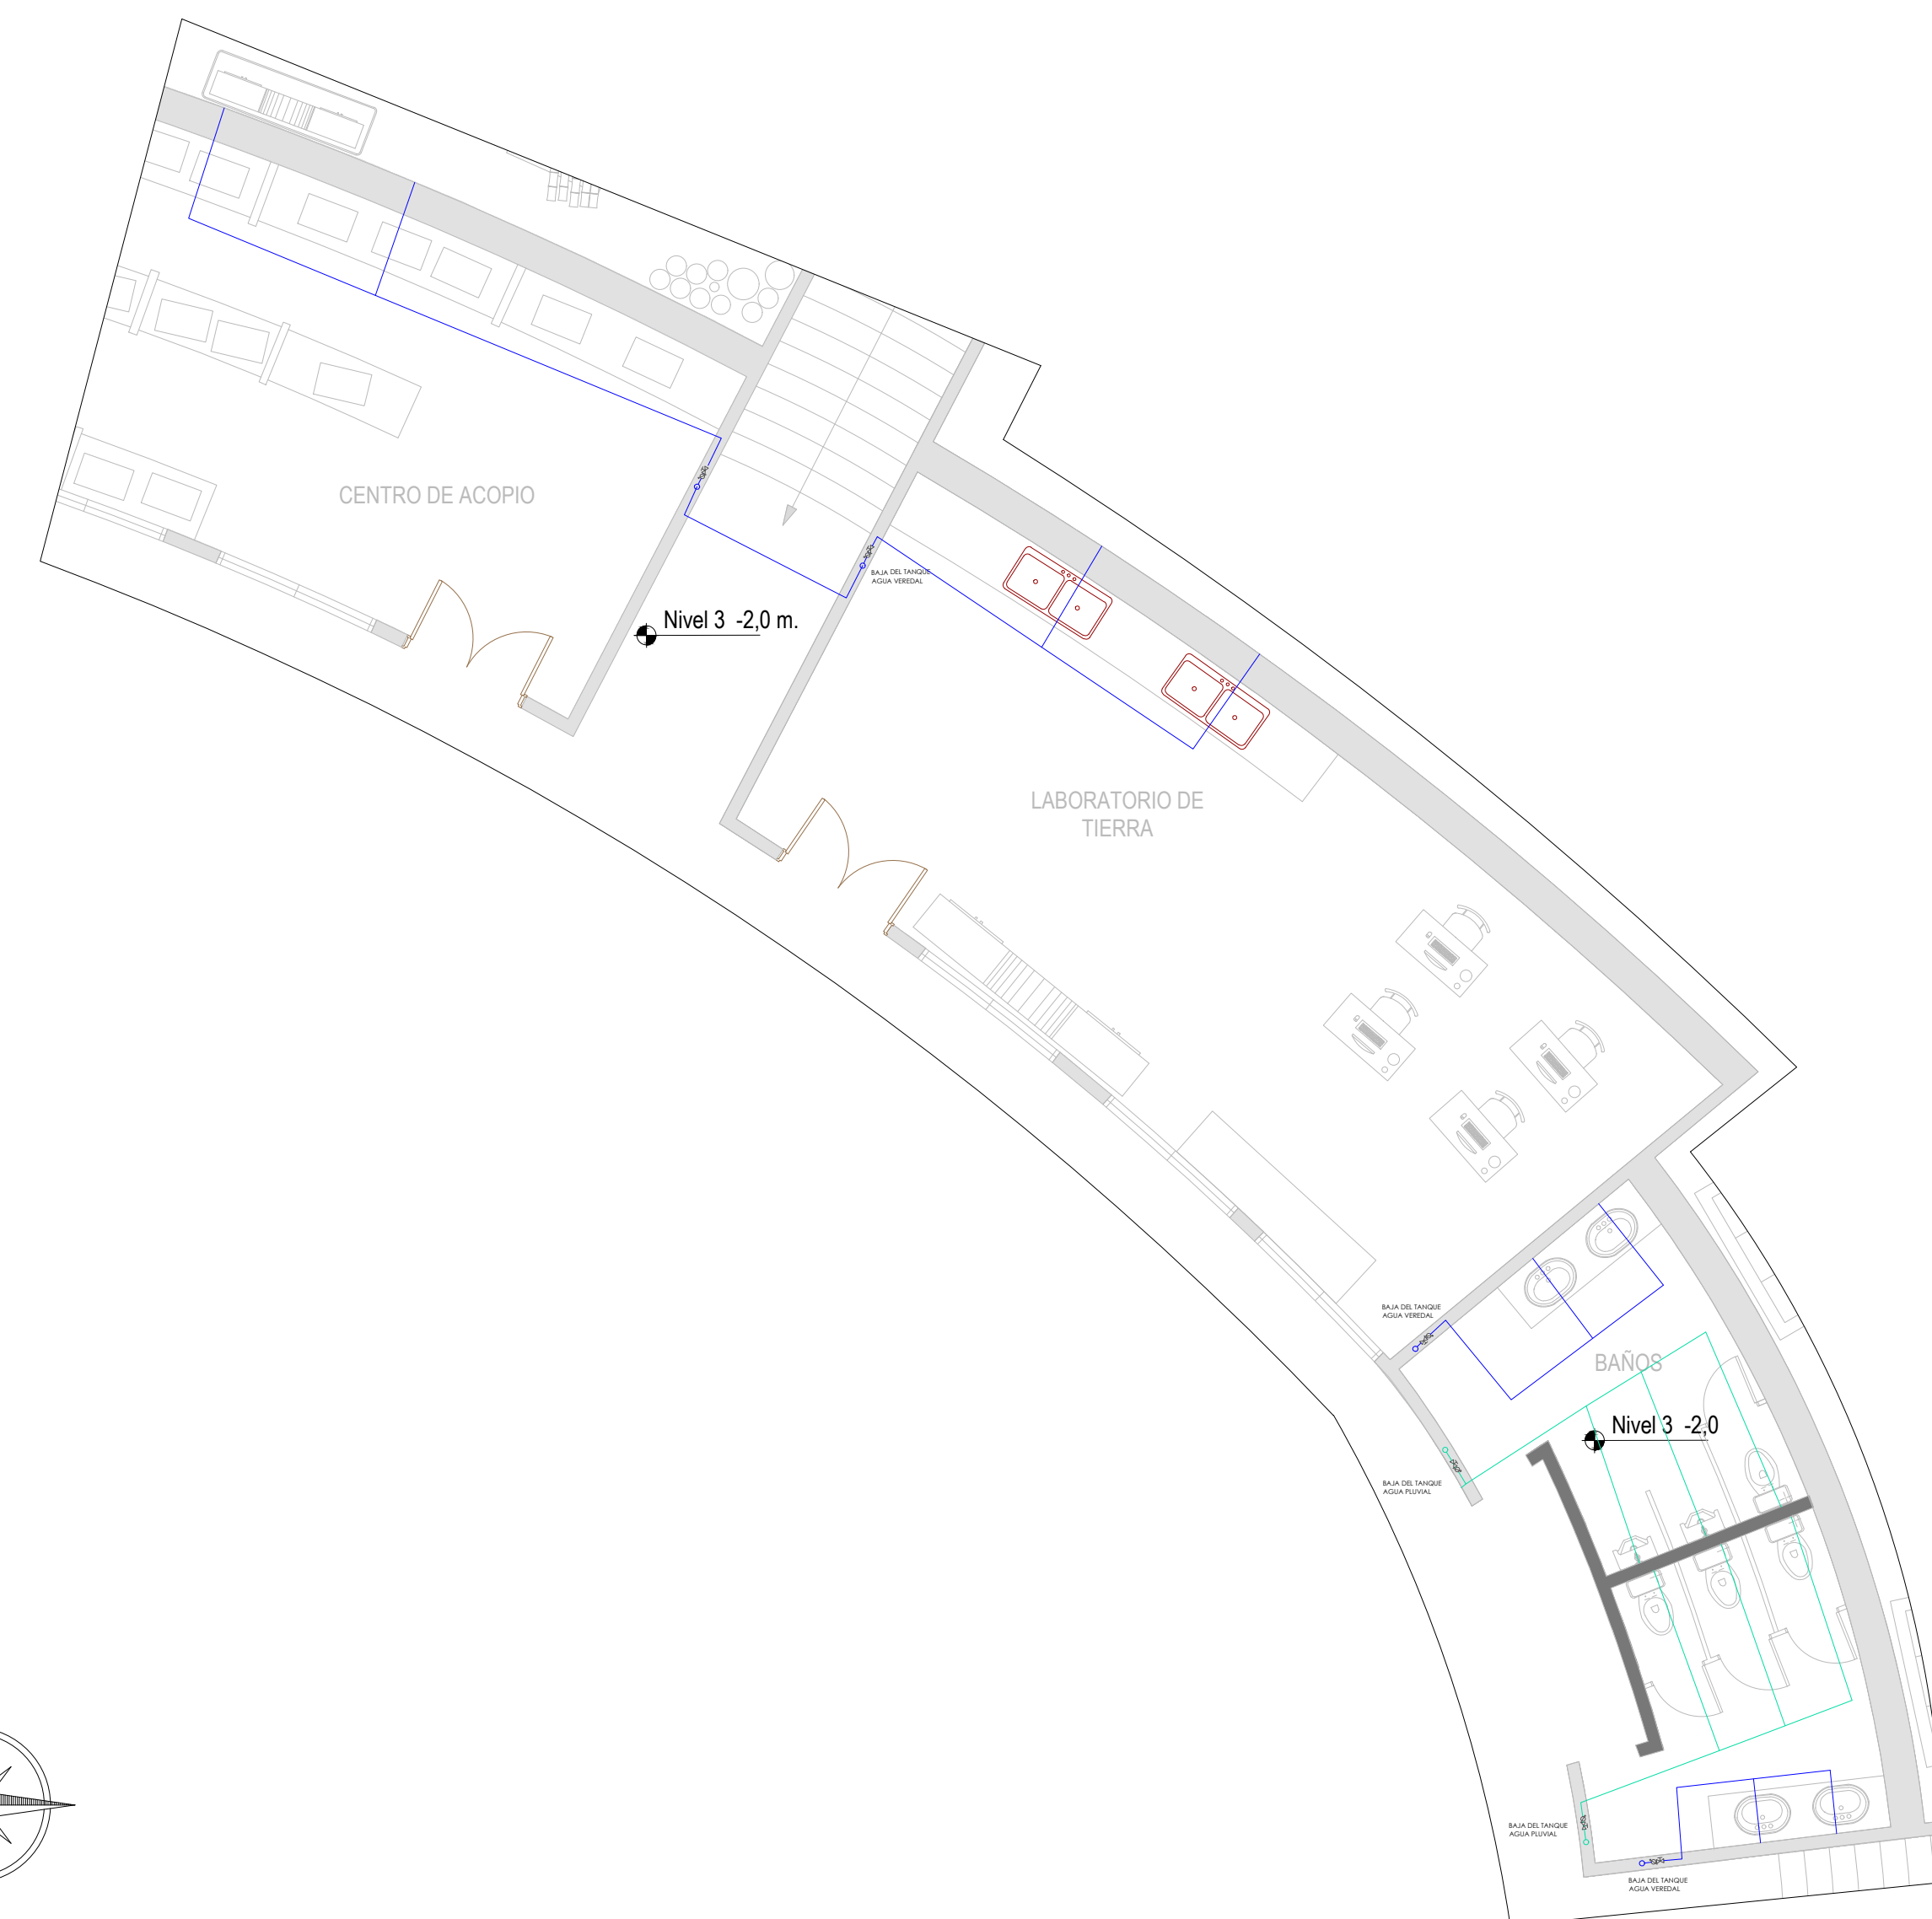 CENTRO DE ACOPIO
BAJA DEL TANQUE
AGUA VEREDAL
Nivel 3 -2,0 m.
LABORATORIO DE
TIERRA
BAJA DEL TANQUE
AGUA VEREDAL
BAÑOS
Nivel 3 -2,0
BAJA DEL TANQUE
AGUA PLUVIAL
BAJA DEL TANQUE
AGUA PLUVIAL
BAJA DEL TANQUE
AGUA VEREDAL